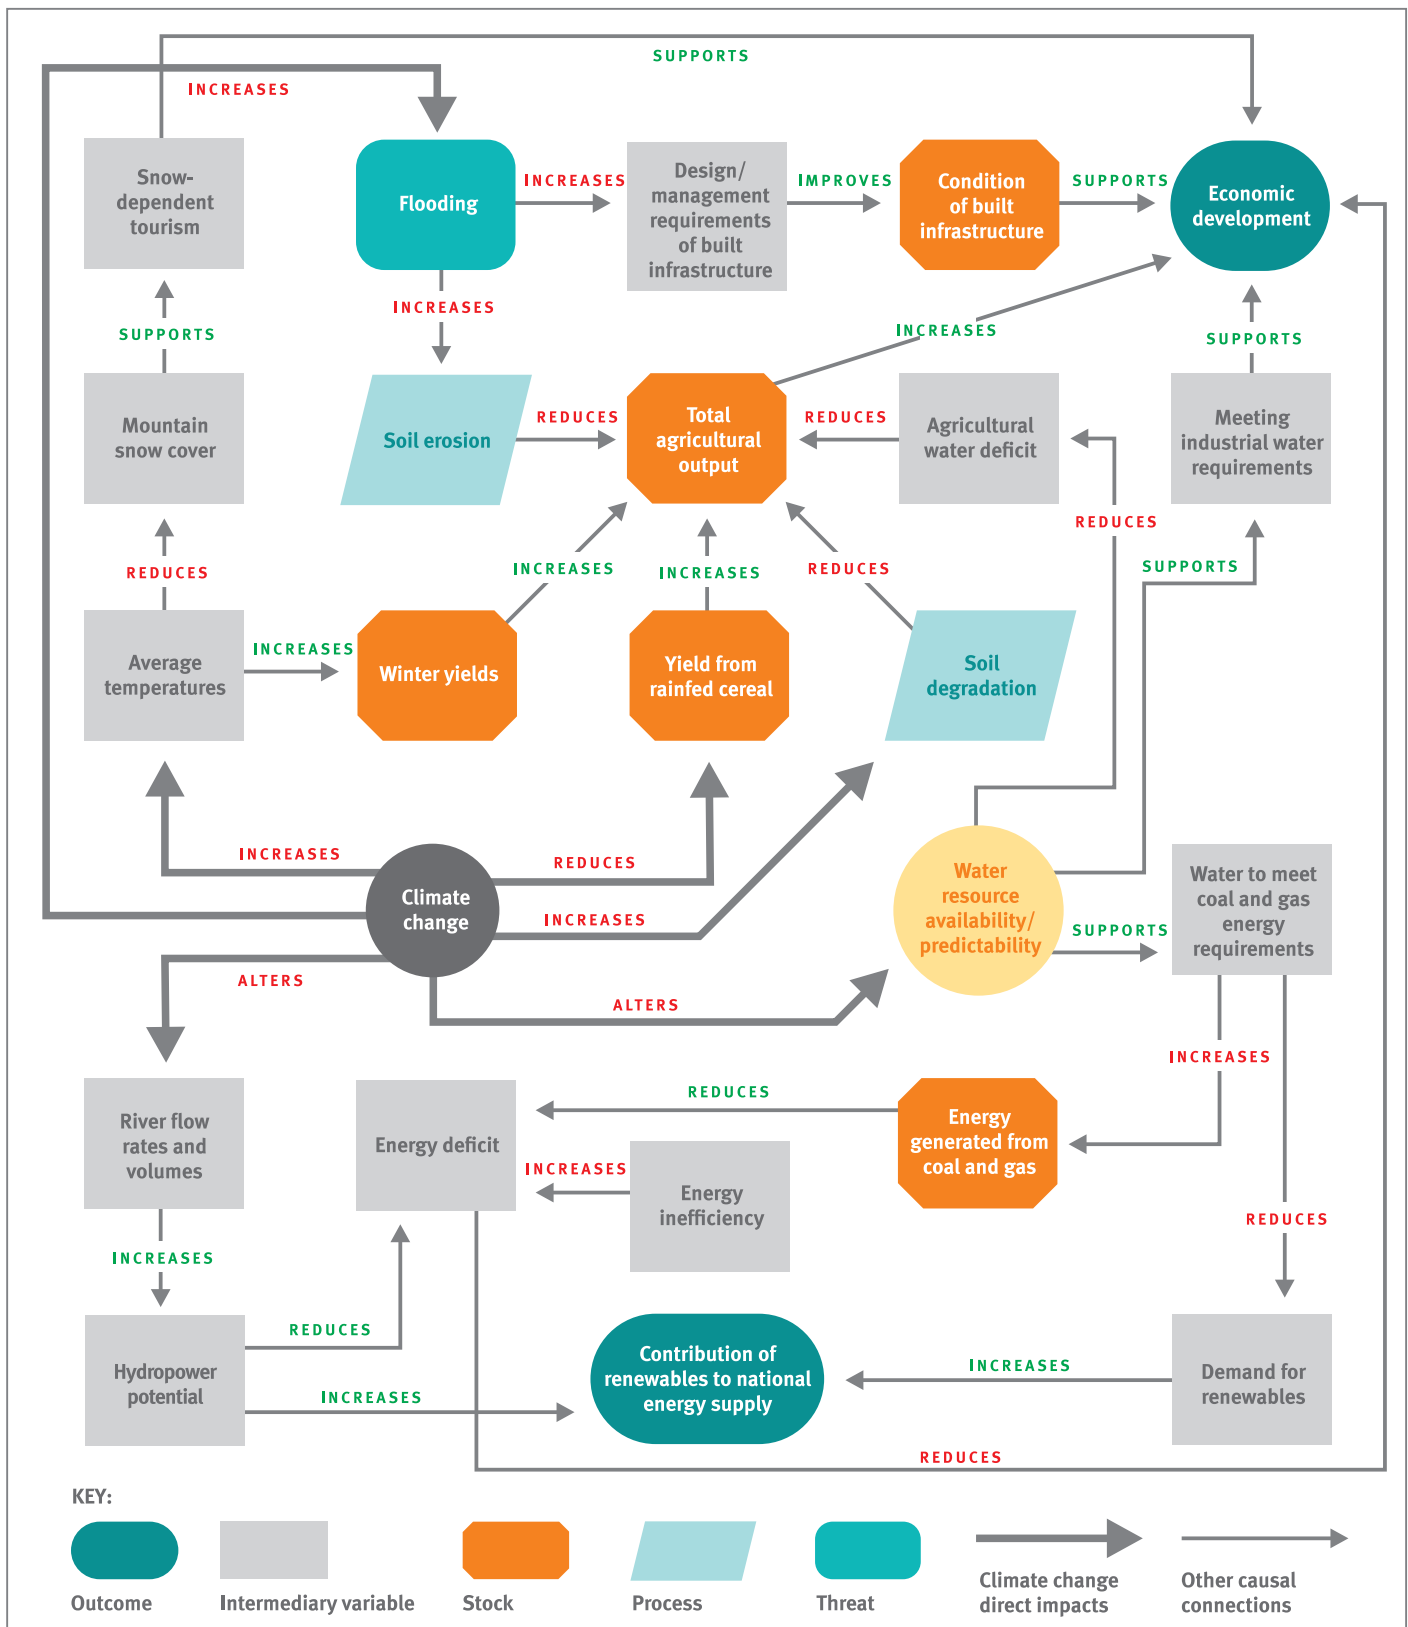 SUPPORTS
INCREASES
Snow-
dependent
tourism
Flooding
INCREASES
Design/
management
requirements
of built
infrastructure
IMPROVES
Condition
of built
infrastructure
SUPPORTS
Economic
development
INCREASES
SUPPORTS
INCREASES
SUPPORTS
Mountain
snow cover
Soil erosion
REDUCES
Total
agricultural
output
REDUCES
Agricultural
water deficit
Meeting
industrial water
requirements
REDUCES
REDUCES
INCREASES
INCREASES
REDUCES
SUPPORTS
Average
temperatures
INCREASES
Winter yields
Yield from
rainfed cereal
Soil
degradation
INCREASES
Climate
change
REDUCES
INCREASES
Water
resource
availability/
predictability
SUPPORTS
Water to meet
coal and gas
energy
requirements
ALTERS
ALTERS
INCREASES
River flow
rates and
volumes
Energy deficit
REDUCES
Energy
generated from
coal and gas
INCREASES
Energy
inefficiency
REDUCES
INCREASES
Hydropower
potential
REDUCES
INCREASES
Contribution of
renewables to national
energy supply
INCREASES
Demand for
renewables
REDUCES
KEY:
Outcome
Intermediary variable
Stock
Process
Threat
Climate change
direct impacts
Other causal
connections